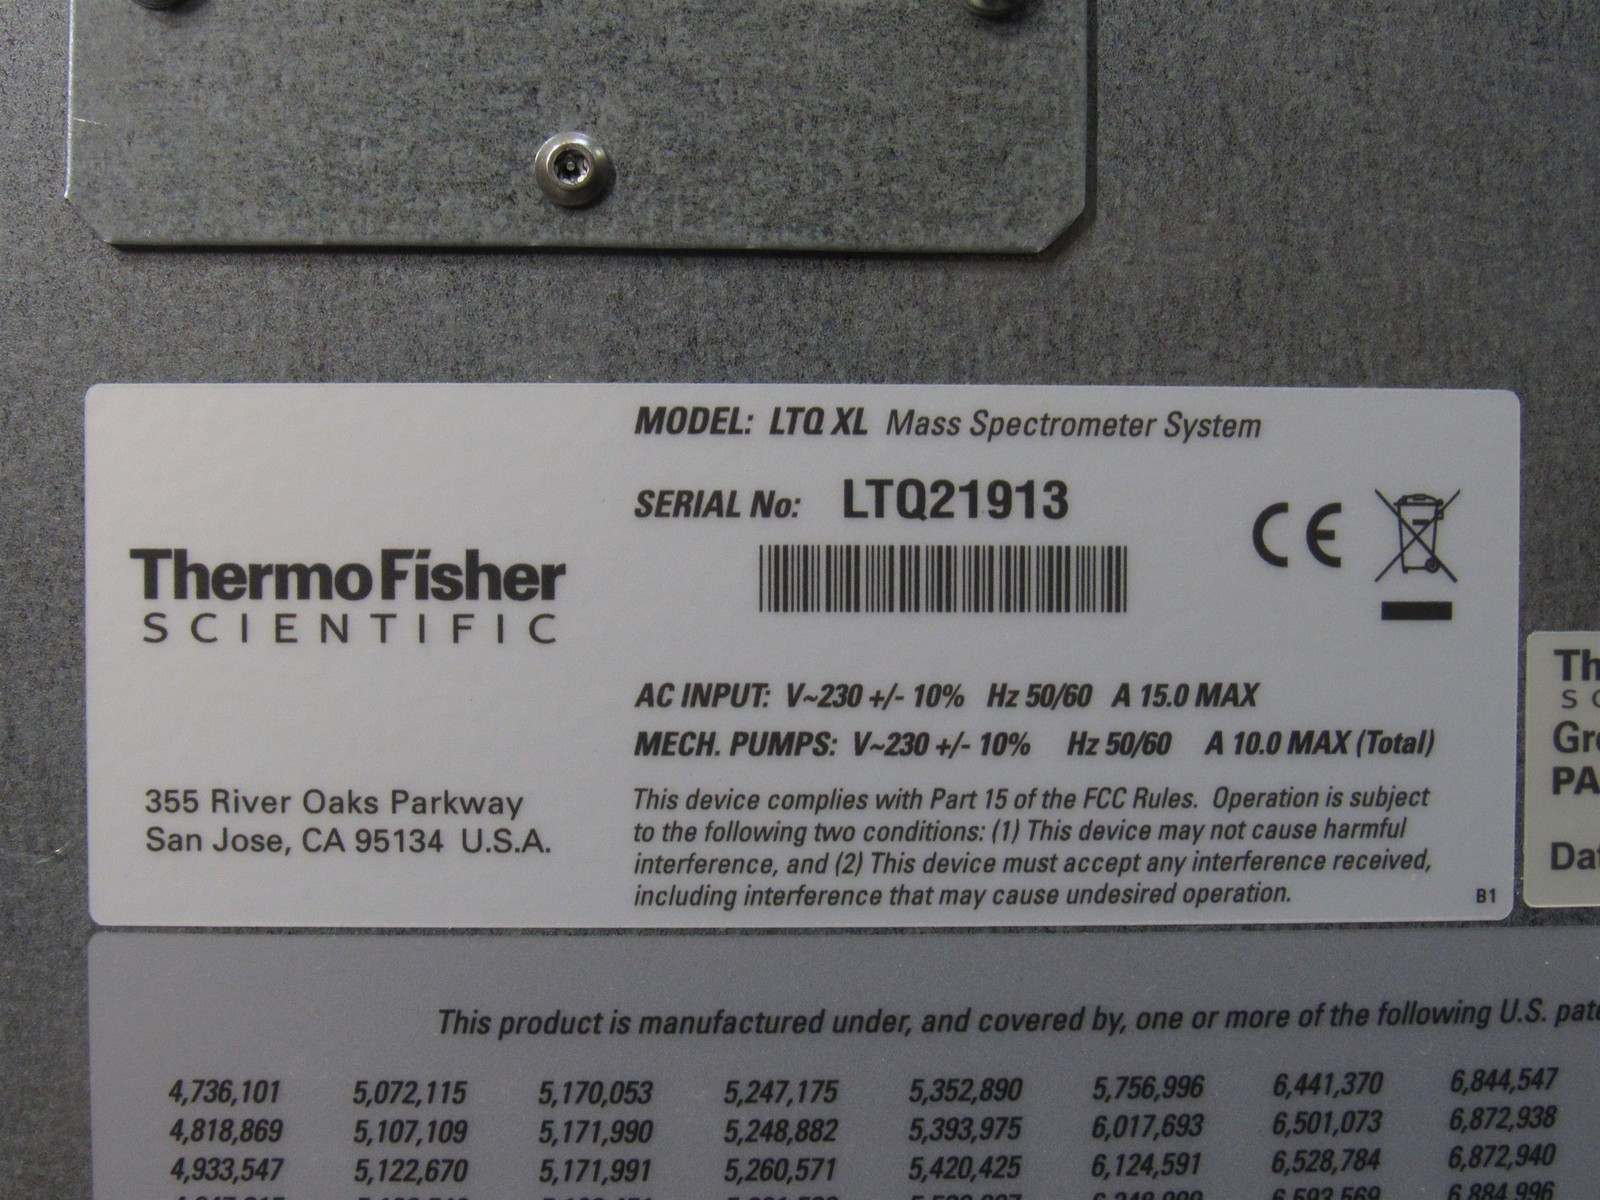 MODEL: LTQ XL Mass Spectrometer System
SERIAL No: LTQ21913
CE
ThermoFisher
SCIENTIFIC
AC INPUT: V~230 +/- 10% Hz 50/60 A 15.0 MAX
MECH. PUMPS: V~230 +/- 10% Hz 50/60 A 10.0 MAX (Total)
355 River Oaks Parkway
San Jose, CA 95134 U.S.A.
This device complies with Part 15 of the FCC Rules. Operation is subject
to the following two conditions: (1) This device may not cause harmful
interference, and (2) This device must accept any interference received,
including interference that may cause undesired operation.
B1
This product is manufactured under, and covered by, one or more of the following U.S.
4,736,101 5,072,115 5,170,053 5,247,175 5,352,890 5,756,996 6,441,370 6,844,547
4,818,869 5,107,109 5,171,990 5,248,882 5,393,975 6,017,693 6,501,073 6,872,938
4,933,547 5,122,670 5,171,991 5,260,571 5,420,425 6,124,591 6,528,784 6,872,940